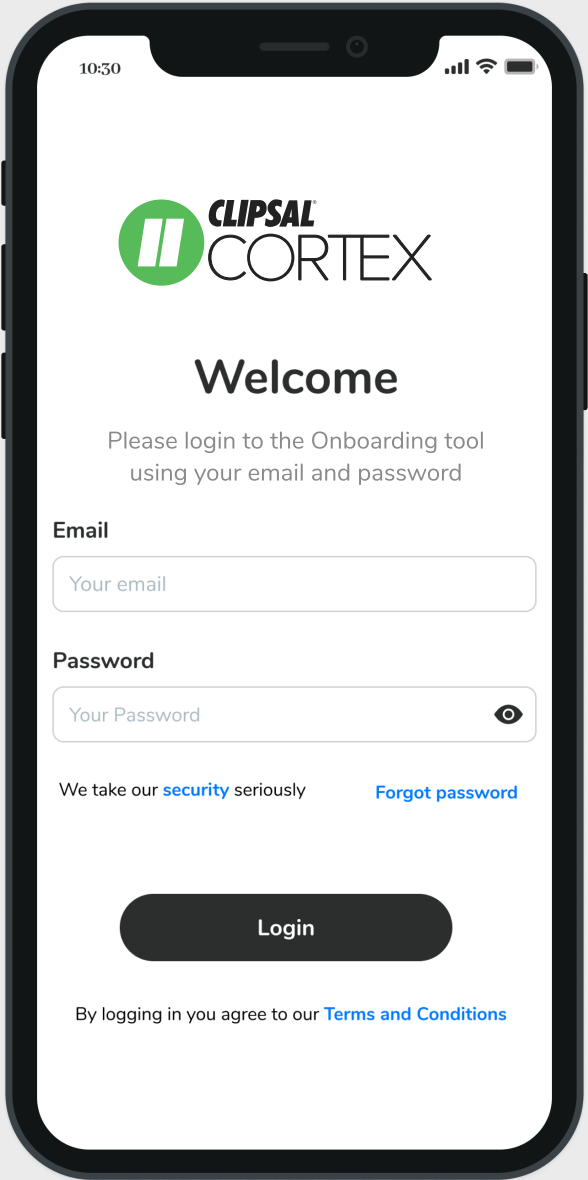 10:30
CLIPSAL
CORTEX
Welcome
Please login to the Onboarding tool
using your email and password
Email
Your email
Password
Your Password
We take our security seriously
Forgot password
Login
By logging in you agree to our Terms and Conditions